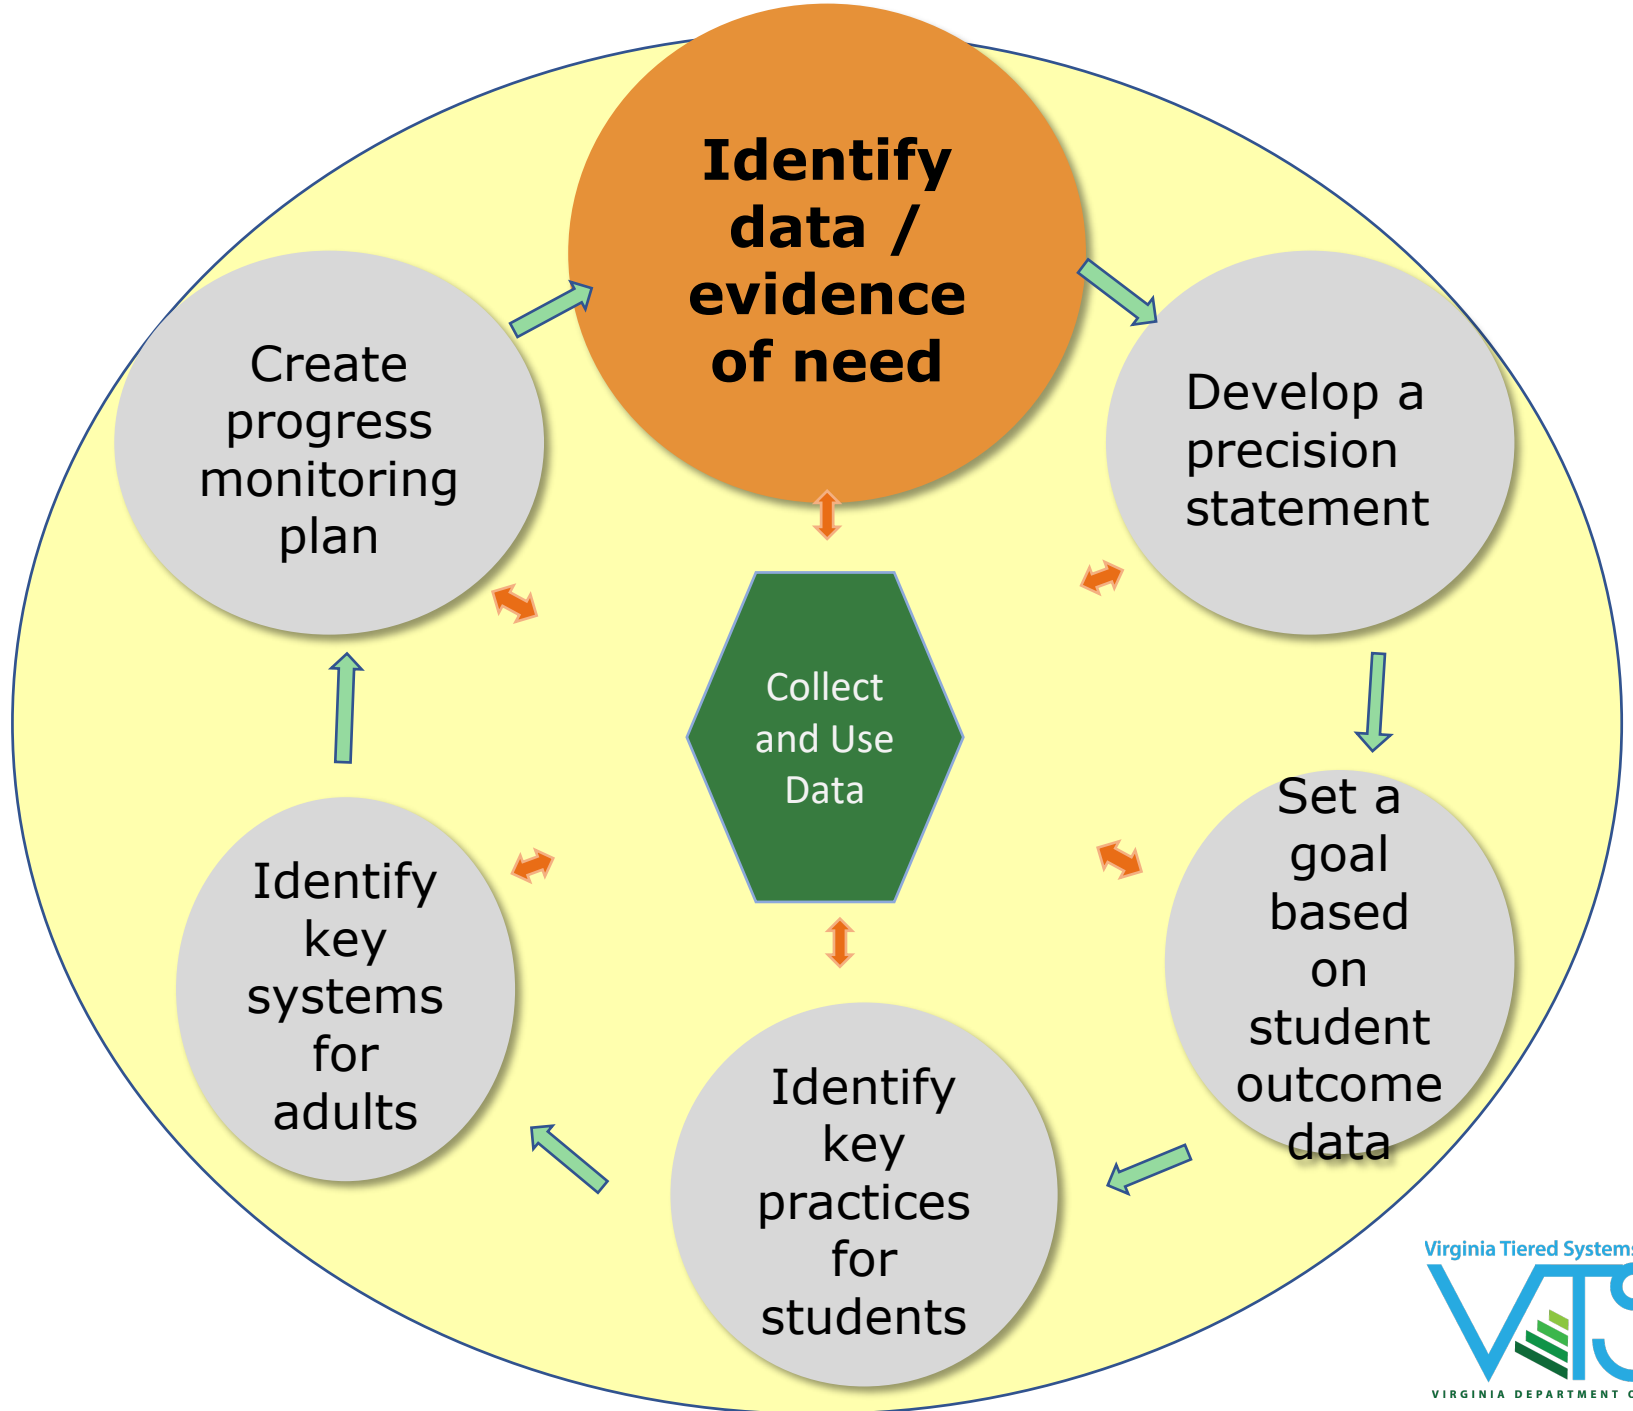 Identify
data /
evidence
of need
Develop a
precision
statement
Set a
goal
based
on
student
outcome
data
Identify
key
practices
for
students
Identify
key
systems
for
adults
Create
progress
monitoring
plan
Collect
and Use
Data
Virginia Tiered Systems
VTS
VIRGINIA DEPARTMENT O